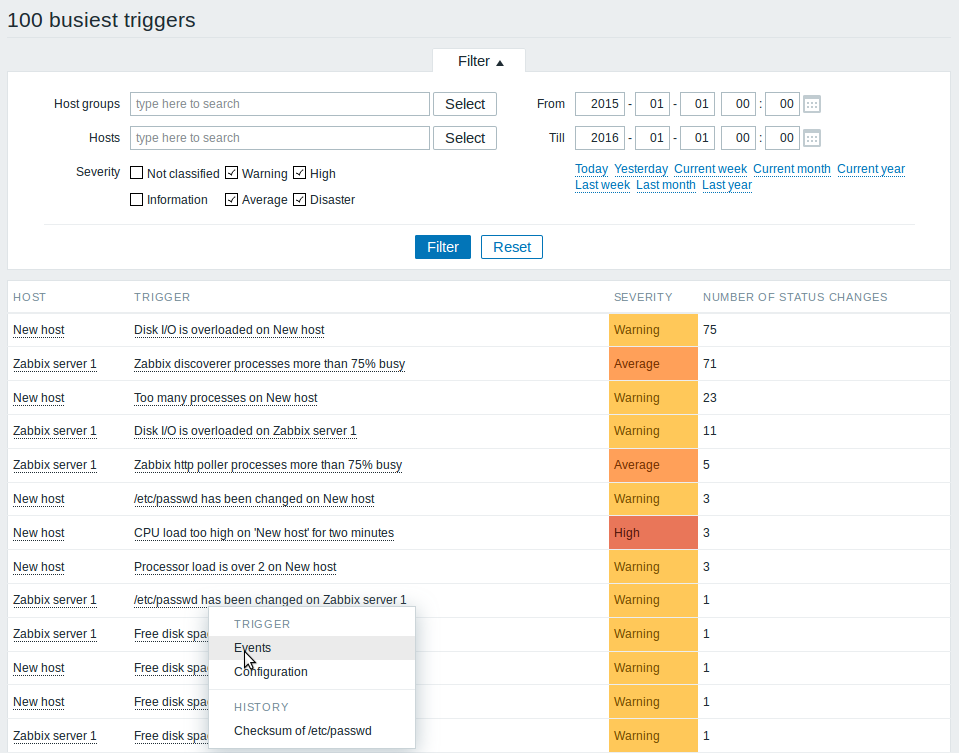 100 busiest triggers
Filter
Host groups type here to search Select From 2015 - 01 - 01 00 : 00
Hosts type here to search Select Till 2016 - 01 - 01 00 : 00
Severity Not classified Warning High Today Yesterday Current week Current month Current year
Information Average Disaster Last week Last month Last year
Filter Reset
HOST TRIGGER SEVERITY NUMBER OF STATUS CHANGES
New host Disk I/O is overloaded on New host Warning 75
Zabbix server 1 Zabbix discoverer processes more than 75% busy Average 71
New host Too many processes on New host Warning 23
Zabbix server 1 Disk I/O is overloaded on Zabbix server 1 Warning 11
Zabbix server 1 Zabbix http poller processes more than 75% busy Average 5
New host /etc/passwd has been changed on New host Warning 3
New host CPU load too high on 'New host' for two minutes High 3
New host Processor load is over 2 on New host Warning 3
Zabbix server 1 /etc/passwd has been changed on Zabbix server 1 Warning 1
TRIGGER
Zabbix server 1 Free disk Warning 1
Events
New host Free disk Warning 1
Configuration
New host Free disk Warning 1
HISTORY
Zabbix server 1 Free disk Warning 1
Checksum of /etc/passwd